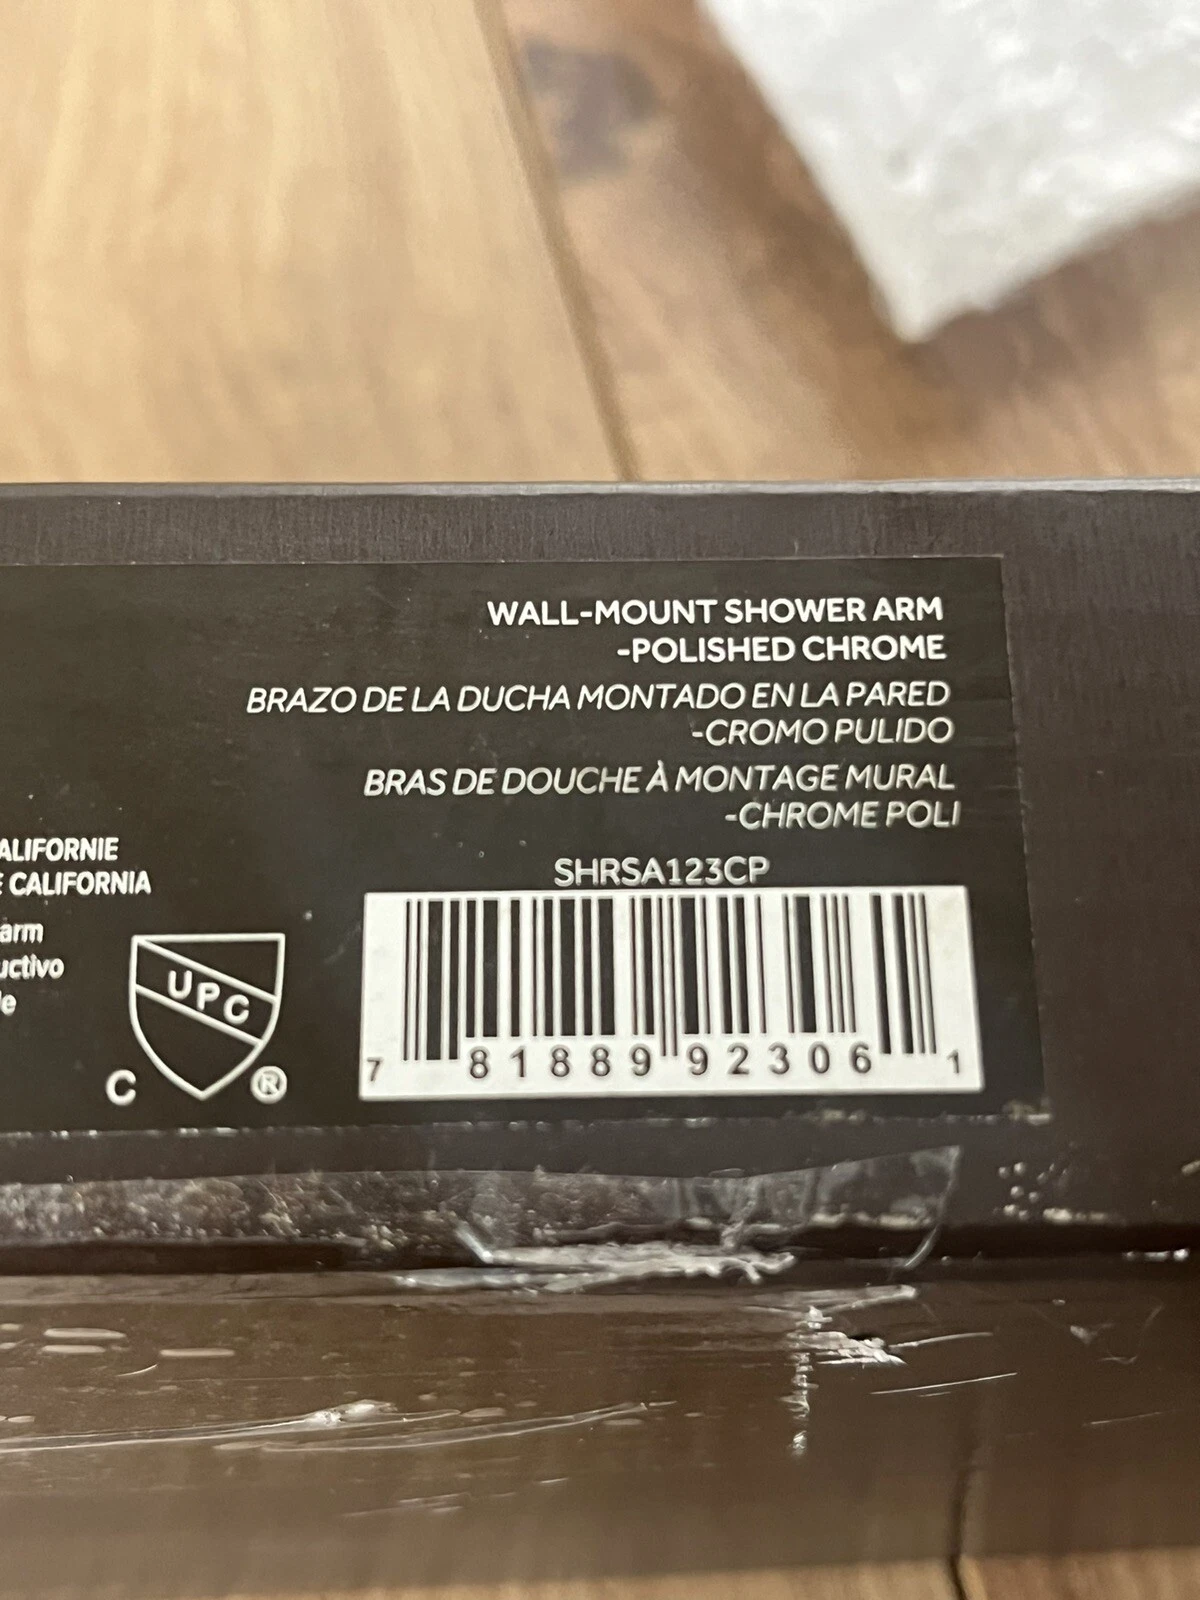 WALL-MOUNT SHOWER ARM
-POLISHED CHROME
BRAZO DE LA DUCHA MONTADO EN LA PARED
-CROMO PULIDO
BRAS DE DOUCHE À MONTAGE MURAL
-CHROME POLI
SHRSA123CP
7 81889 92306 1
ALIFORNIE
E CALIFORNIA
arm
uctivo
le
UPC
C ®